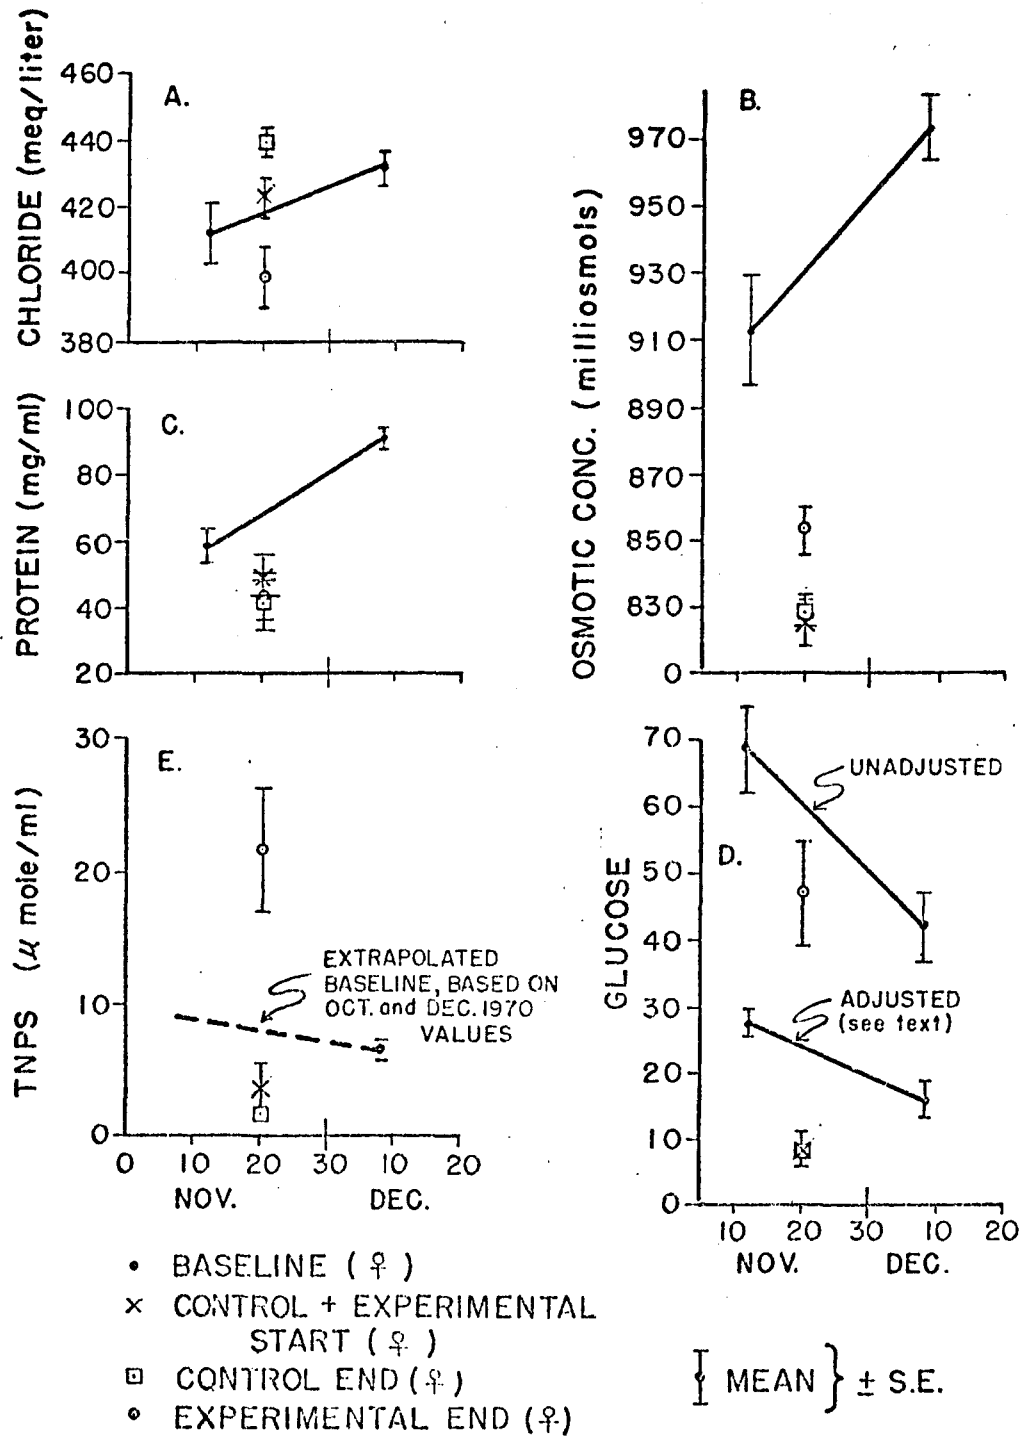 CHLORIDE (meq/liter)
460
440
420
400
380
A.
OSMOTIC CONC. (milliosmols)
970
950
930
910
890
870
850
830
0
B.
PROTEIN (mg/ml)
100
80
60
40
20
C.
TNPS (μ mole/ml)
30
20
10
0
E.
EXTRAPOLATED
BASELINE, BASED ON
OCT. and DEC. 1970
VALUES
0 10 20 30 10 20
NOV. DEC.
GLUCOSE
70
60
50
40
30
20
10
0
D.
UNADJUSTED
ADJUSTED
(see text)
10 20 30 10 20
NOV. DEC.
BASELINE (♀)
× CONTROL + EXPERIMENTAL
START (♀)
CONTROL END (♀)
EXPERIMENTAL END (♀)
MEAN } ± S.E.